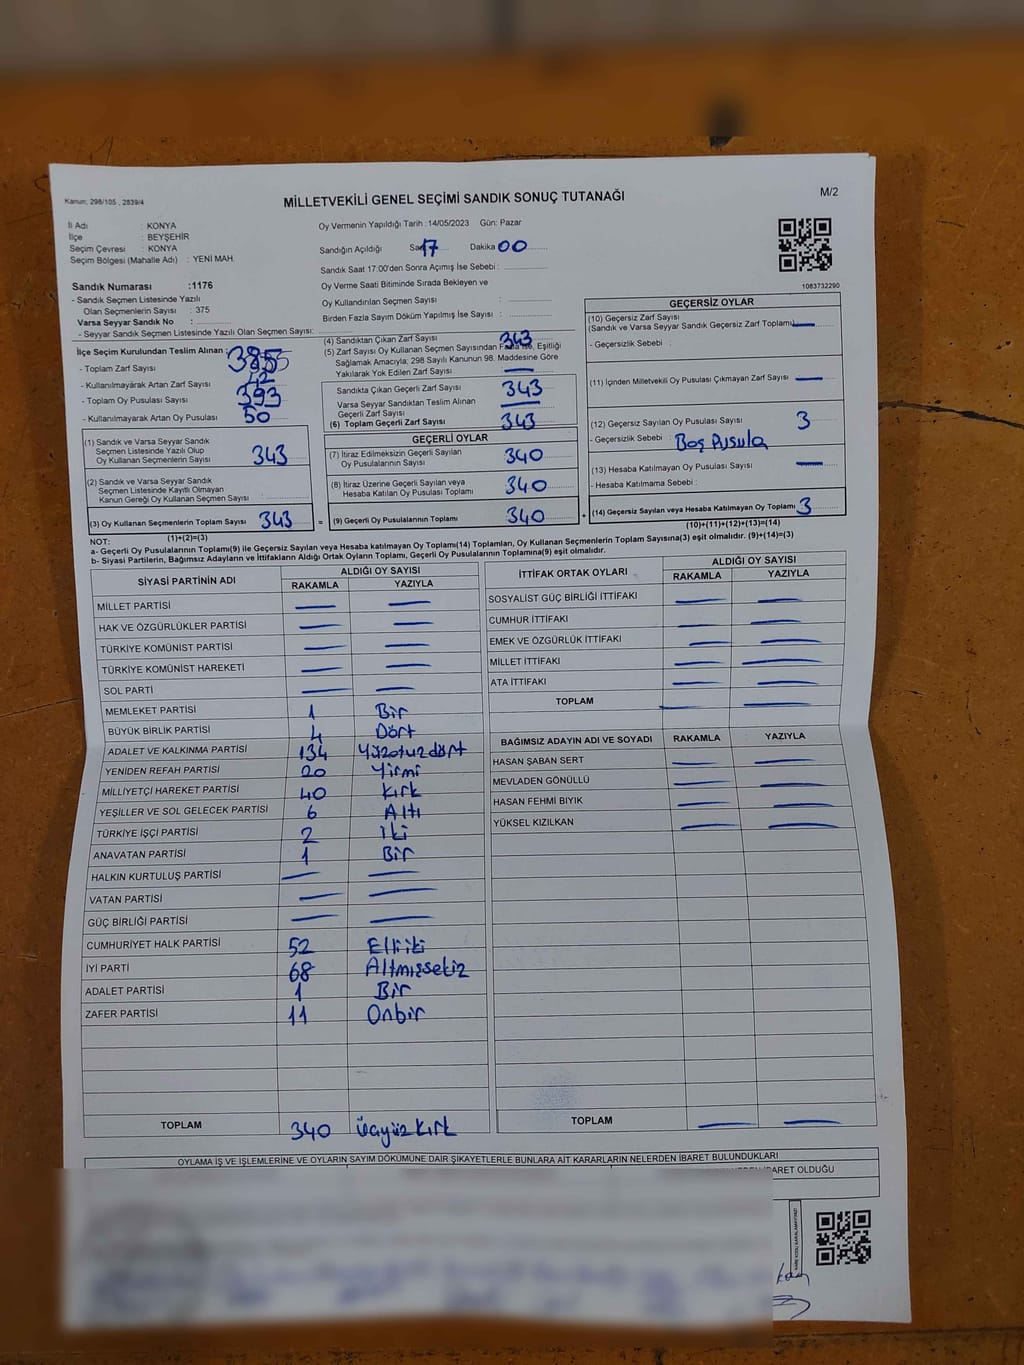 Kanun; 298/105 , 2839/4
MİLLETVEKİLİ GENEL SEÇİMİ SANDIK SONUÇ TUTANAĞI
M/2
İl Adı : KONYA
İlçe : BEYŞEHİR
Seçim Çevresi : KONYA
Seçim Bölgesi (Mahalle Adı) : YENİ MAH.
Oy Vermenin Yapıldığı Tarih :14/05/2023 Gün: Pazar
Sandığın Açıldığı Saat 17 Dakika 00
Sandık Saat 17:00'den Sonra Açımış İse Sebebi :
Oy Verme Saati Bitiminde Sırada Bekleyen ve
Oy Kullandırılan Seçmen Sayısı :
Birden Fazla Sayım Döküm Yapılmış İse Sayısı :
1083732290
Sandık Numarası :1176
- Sandık Seçmen Listesinde Yazılı
Olan Seçmenlerin Sayısı : 375
Varsa Seyyar Sandık No :
- Seyyar Sandık Seçmen Listesinde Yazılı Olan Seçmen Sayısı:
İlçe Seçim Kurulundan Teslim Alınan :
- Toplam Zarf Sayısı
- Kullanılmayarak Artan Zarf Sayısı 42
- Toplam Oy Pusulası Sayısı 393
- Kullanılmayarak Artan Oy Pusulası 50
(1) Sandık ve Varsa Seyyar Sandık
Seçmen Listesinde Yazılı Olup
Oy Kullanan Seçmenlerin Sayısı 343
(2) Sandık ve Varsa Seyyar Sandık
Seçmen Listesinde Kayıtlı Olmayan
Kanun Gereği Oy Kullanan Seçmen Sayısı :
(3) Oy Kullanan Seçmenlerin Toplam Sayısı 343 =
(1)+(2)=(3)
(4) Sandıktan Çıkan Zarf Sayısı 343
(5) Zarf Sayısı Oy Kullanan Seçmen Sayısından Fazla ise, Eşitliği
Sağlamak Amacıyla; 298 Sayılı Kanunun 98. Maddesine Göre
Yakılarak Yok Edilen Zarf Sayısı : —
Sandıkta Çıkan Geçerli Zarf Sayısı 343
Varsa Seyyar Sandıktan Teslim Alınan
Geçerli Zarf Sayısı —
(6) Toplam Geçerli Zarf Sayısı 343
GEÇERLİ OYLAR
(7) İtiraz Edilmeksizin Geçerli Sayılan
Oy Pusulalarının Sayısı 340
(8) İtiraz Üzerine Geçerli Sayılan veya
Hesaba Katılan Oy Pusulası Toplamı 340
(9) Geçerli Oy Pusulalarının Toplamı 340 +
GEÇERSİZ OYLAR
(10) Geçersiz Zarf Sayısı
(Sandık ve Varsa Seyyar Sandık Geçersiz Zarf Toplamı) —
- Geçersizlik Sebebi :
(11) İçinden Milletvekili Oy Pusulası Çıkmayan Zarf Sayısı —
(12) Geçersiz Sayılan Oy Pusulası Sayısı 3
- Geçersizlik Sebebi : Boş Pusula
(13) Hesaba Katılmayan Oy Pusulası Sayısı —
- Hesaba Katılmama Sebebi :
(14) Geçersiz Sayılan veya Hesaba Katılmayan Oy Toplamı 3
(10)+(11)+(12)+(13)=(14)
NOT:
a- Geçerli Oy Pusulalarının Toplamı(9) ile Geçersiz Sayılan veya Hesaba katılmayan Oy Toplamı(14) Toplamları, Oy Kullanan Seçmenlerin Toplam Sayısına(3) eşit olmalıdır. (9)+(14)=(3)
b- Siyasi Partilerin, Bağımsız Adayların ve İttifakların Aldığı Ortak Oyların Toplamı, Geçerli Oy Pusulalarının Toplamına(9) eşit olmalıdır.
SİYASİ PARTİNİN ADI ALDIĞI OY SAYISI
RAKAMLA YAZIYLA
MİLLET PARTİSİ — —
HAK VE ÖZGÜRLÜKLER PARTİSİ — —
TÜRKİYE KOMÜNİST PARTİSİ — —
TÜRKİYE KOMÜNİST HAREKETİ — —
SOL PARTİ — —
MEMLEKET PARTİSİ 1 Bir
BÜYÜK BİRLİK PARTİSİ 4 Dört
ADALET VE KALKINMA PARTİSİ 134 Yüzotuzdört
YENİDEN REFAH PARTİSİ 20 Yirmi
MİLLİYETÇİ HAREKET PARTİSİ 40 Kırk
YEŞİLLER VE SOL GELECEK PARTİSİ 6 Altı
TÜRKİYE İŞÇİ PARTİSİ 2 İki
ANAVATAN PARTİSİ 1 Bir
HALKIN KURTULUŞ PARTİSİ — —
VATAN PARTİSİ — —
GÜÇ BİRLİĞİ PARTİSİ — —
CUMHURİYET HALK PARTİSİ 52 Elliiki
İYİ PARTİ 68 Altmışsekiz
ADALET PARTİSİ 1 Bir
ZAFER PARTİSİ 11 Onbir
TOPLAM 340 üçyüzkırk
İTTİFAK ORTAK OYLARI ALDIĞI OY SAYISI
RAKAMLA YAZIYLA
SOSYALİST GÜÇ BİRLİĞİ İTTİFAKI — —
CUMHUR İTTİFAKI — —
EMEK VE ÖZGÜRLÜK İTTİFAKI — —
MİLLET İTTİFAKI — —
ATA İTTİFAKI — —
TOPLAM — —
BAĞIMSIZ ADAYIN ADI VE SOYADI RAKAMLA YAZIYLA
HASAN ŞABAN SERT — —
MEVLADEN GÖNÜLLÜ — —
HASAN FEHMİ BIYIK — —
YÜKSEL KIZILKAN — —
TOPLAM — —
OYLAMA İŞ VE İŞLEMLERİNE VE OYLARIN SAYIM DÖKÜMÜNE DAİR ŞİKAYETLERLE BUNLARA AİT KARARLARIN NELERDEN İBARET BULUNDUKLARI
İBARET OLDUĞU